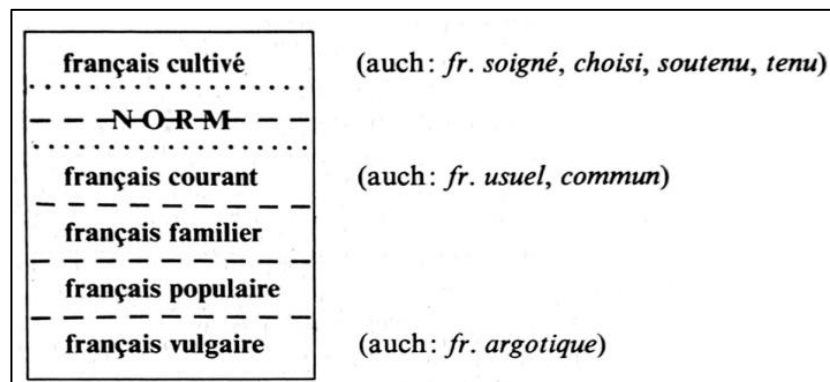 français cultivé (auch: fr. soigné, choisi, soutenu, tenu)
NORM
français courant (auch: fr. usuel, commun)
français familier
français populaire
français vulgaire (auch: fr. argotique)